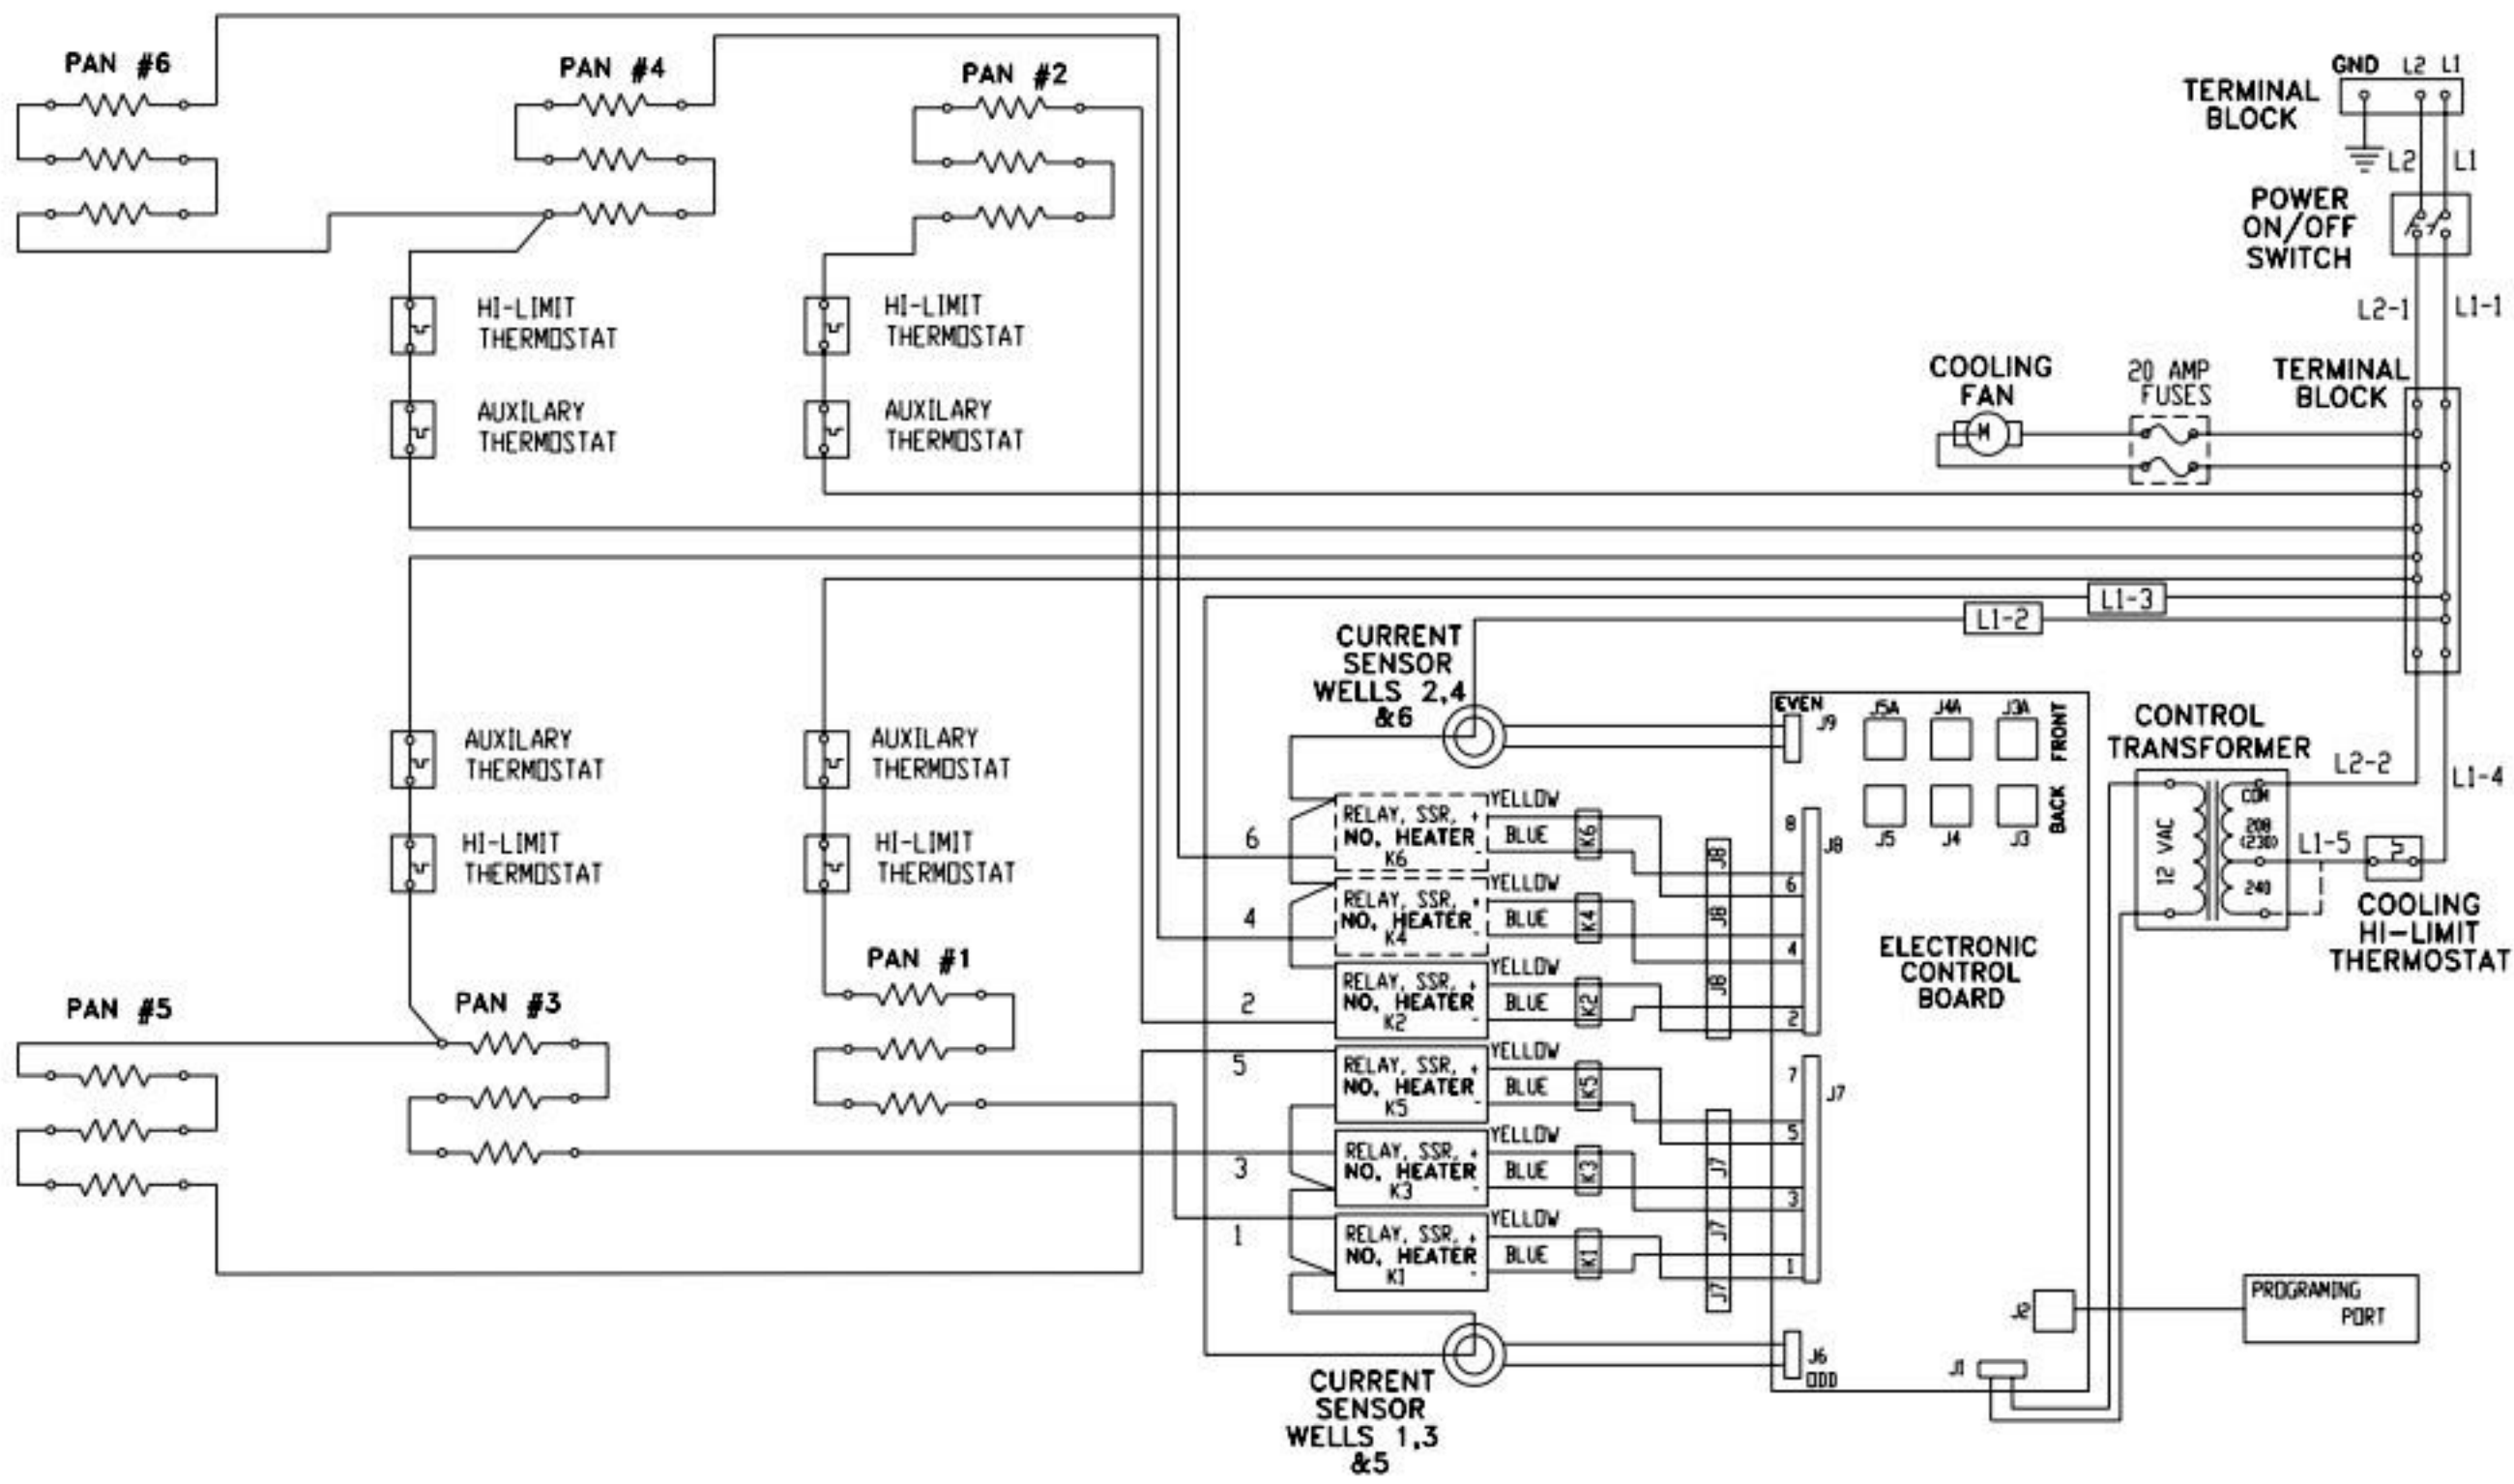 PAN #6
PAN #4
PAN #2
GND L2 L1
TERMINAL
BLOCK
L2
L1
POWER
ON/OFF
SWITCH
HI-LIMIT
THERMOSTAT
HI-LIMIT
THERMOSTAT
L2-1
L1-1
COOLING
FAN
M
20 AMP
FUSES
TERMINAL
BLOCK
AUXILARY
THERMOSTAT
AUXILARY
THERMOSTAT
L1-3
L1-2
CURRENT
SENSOR
WELLS 2,4
&6
AUXILARY
THERMOSTAT
AUXILARY
THERMOSTAT
HI-LIMIT
THERMOSTAT
HI-LIMIT
THERMOSTAT
PAN #5
PAN #3
PAN #1
6
RELAY, SSR, +
NO, HEATER
K6 -
YELLOW
BLUE
K6
J8
4
RELAY, SSR, +
NO, HEATER
K4 -
YELLOW
BLUE
K4
J8
2
RELAY, SSR, +
NO, HEATER
K2 -
YELLOW
BLUE
K2
J8
5
RELAY, SSR, +
NO, HEATER
K5 -
YELLOW
BLUE
K5
3
RELAY, SSR, +
NO, HEATER
K3 -
YELLOW
BLUE
K3
J7
1
RELAY, SSR, +
NO, HEATER
K1 -
YELLOW
BLUE
K1
J7
J7
EVEN
J9
J5A J4A J3A
FRONT
J5 J4 J3
BACK
8
6
4
2
J8
ELECTRONIC
CONTROL
BOARD
7
5
3
1
J7
J2
J1
J6
ODD
CONTROL
TRANSFORMER
12 VAC
COM
208
(230)
240
L2-2
L1-4
L1-5
COOLING
HI-LIMIT
THERMOSTAT
PROGRAMING
PORT
CURRENT
SENSOR
WELLS 1,3
&5